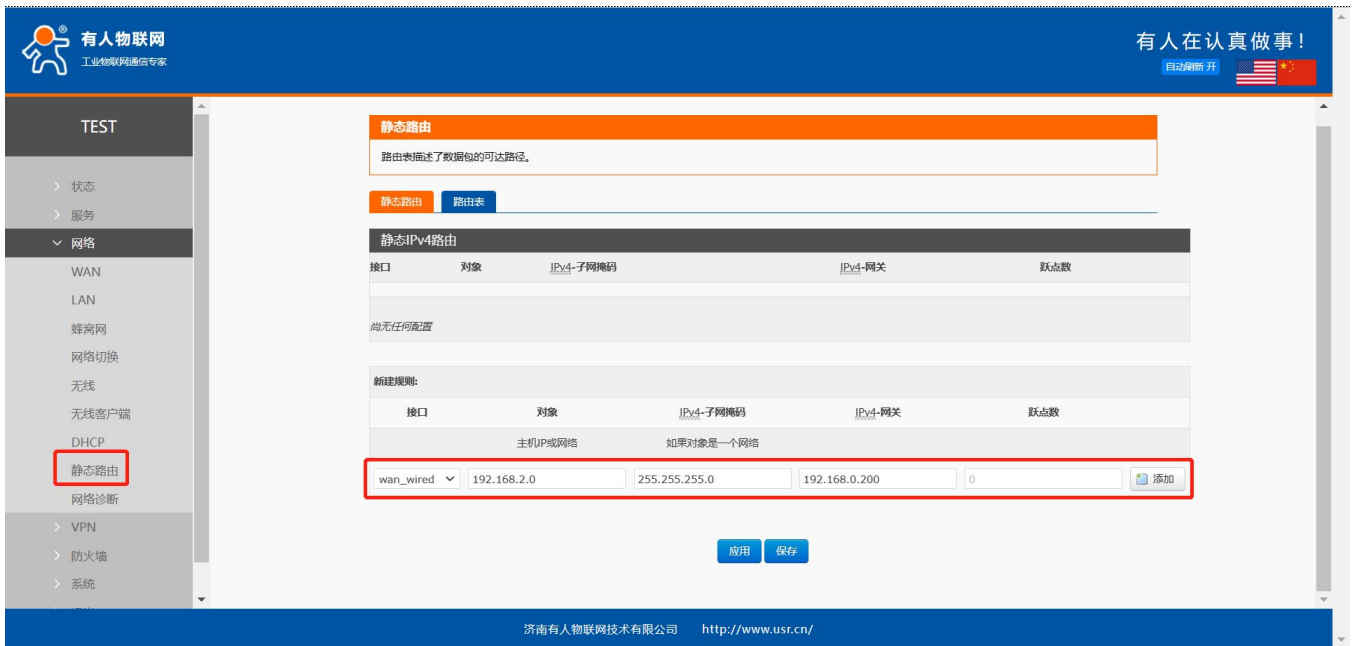 有人物联网
®
工业物联网通信专家
有人在认真做事！
自动刷新 开
TEST
状态
服务
网络
WAN
LAN
蜂窝网
网络切换
无线
无线客户端
DHCP
静态路由
网络诊断
VPN
防火墙
系统
静态路由
路由表描述了数据包的可达路径。
静态路由 路由表
静态IPv4路由
接口 对象 IPv4-子网掩码 IPv4-网关 跃点数
尚无任何配置
新建规则:
接口 对象 IPv4-子网掩码 IPv4-网关 跃点数
主机IP或网络 如果对象是一个网络
wan_wired 192.168.2.0 255.255.255.0 192.168.0.200 0 添加
应用 保存
济南有人物联网技术有限公司 http://www.usr.cn/